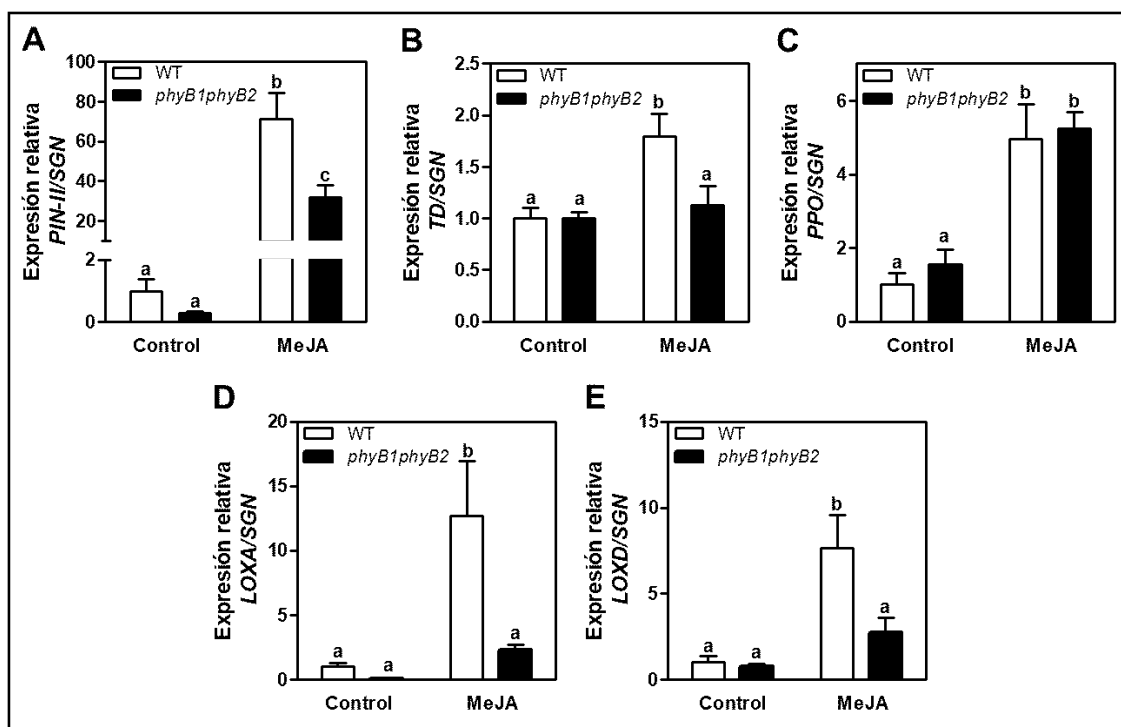 A
Expresión relativa
PIN-II/SGN
100
80
60
40
20
2
0
WT
phyB1phyB2
a
a
b
c
Control
MeJA
B
Expresión relativa
TD/SGN
2.5
2.0
1.5
1.0
0.5
0.0
WT
phyB1phyB2
a
a
b
a
Control
MeJA
C
Expresión relativa
PPO/SGN
6
4
2
0
WT
phyB1phyB2
a
a
b
b
Control
MeJA
D
Expresión relativa
LOXA/SGN
20
15
10
5
0
WT
phyB1phyB2
a
a
b
a
Control
MeJA
E
Expresión relativa
LOXD/SGN
15
10
5
0
WT
phyB1phyB2
a
a
b
a
Control
MeJA